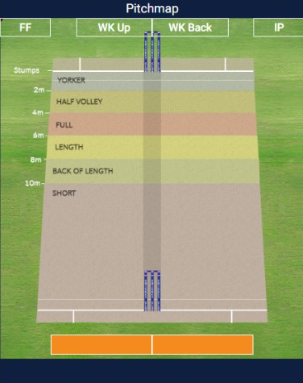 Pitchmap
FF WK Up WK Back IP
Stumps
YORKER
2m
HALF VOLLEY
4m
FULL
6m
LENGTH
8m
BACK OF LENGTH
10m
SHORT